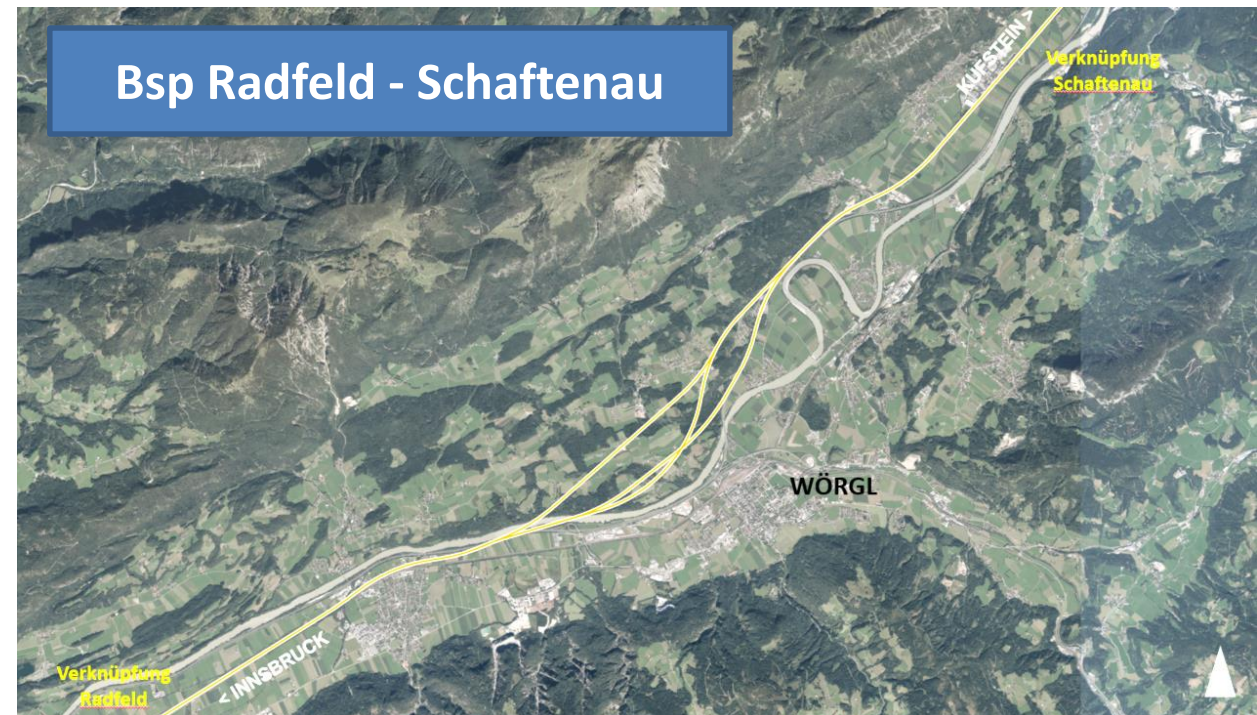 Bsp Radfeld - Schaftenau
KUFSTEIN >
Verknüpfung
Schaftenau
WÖRGL
< INNSBRUCK
Verknüpfung
Radfeld